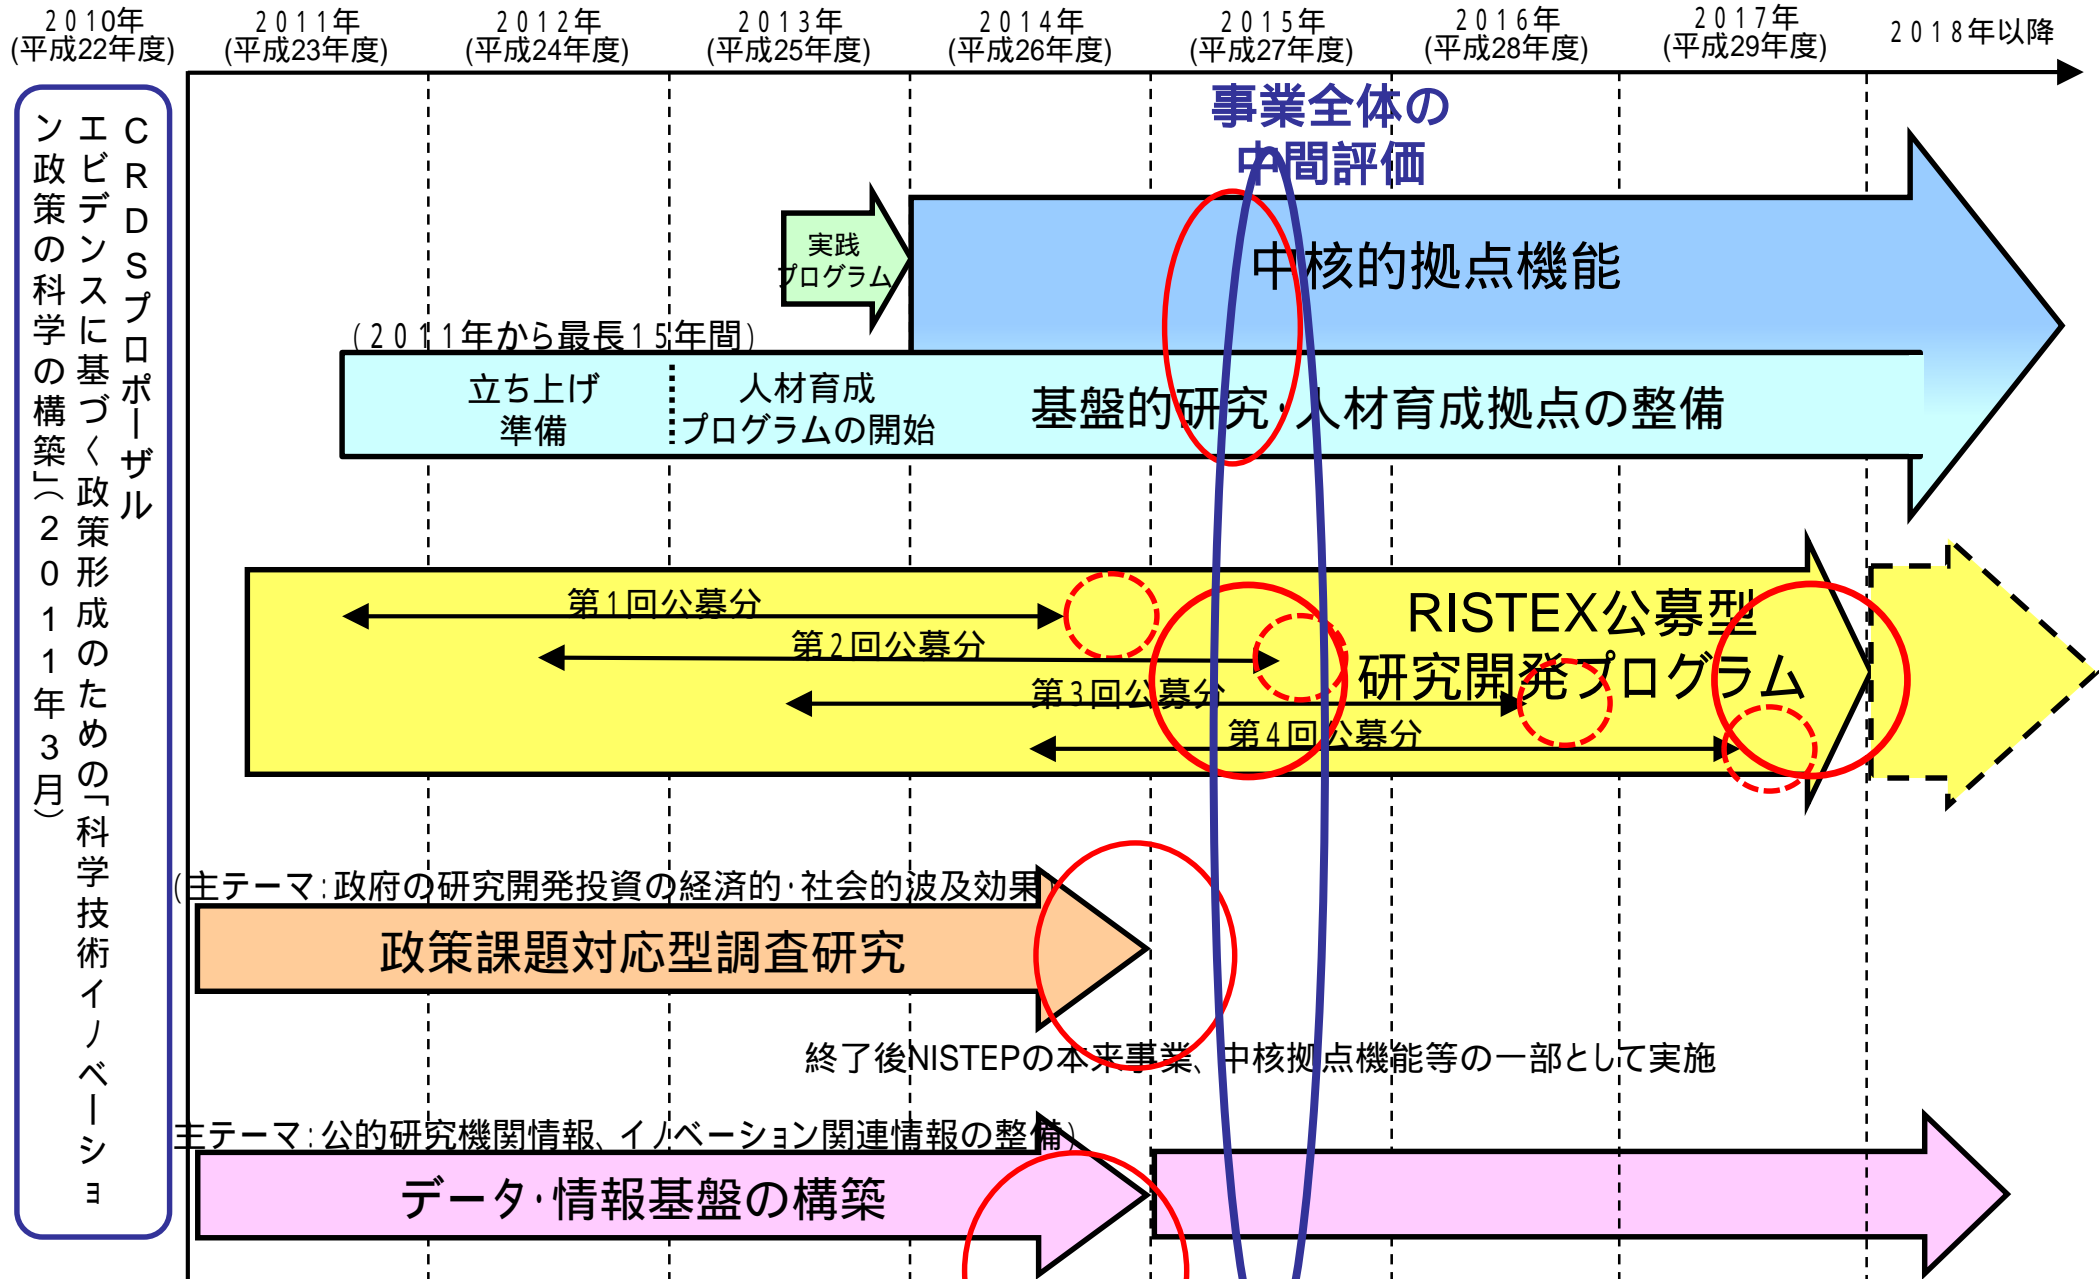 2010年
(平成22年度)
2011年
(平成23年度)
2012年
(平成24年度)
2013年
(平成25年度)
2014年
(平成26年度)
2015年
(平成27年度)
2016年
(平成28年度)
2017年
(平成29年度)
2018年以降
CRDSプロポーザル
エビデンスに基づく政策形成のための「科学技術イノベーショ
ン政策の科学の構築」(2011年3月)
事業全体の
中間評価
実践
プログラム
中核的拠点機能
(2011年から最長15年間)
立ち上げ
準備
人材育成
プログラムの開始
基盤的研究・人材育成拠点の整備
第1回公募分
第2回公募分
第3回公募分
第4回公募分
RISTEX公募型
研究開発プログラム
(主テーマ:政府の研究開発投資の経済的・社会的波及効果
政策課題対応型調査研究
終了後NISTEPの本来事業、中核拠点機能等の一部として実施
主テーマ:公的研究機関情報、イノベーション関連情報の整備)
データ・情報基盤の構築